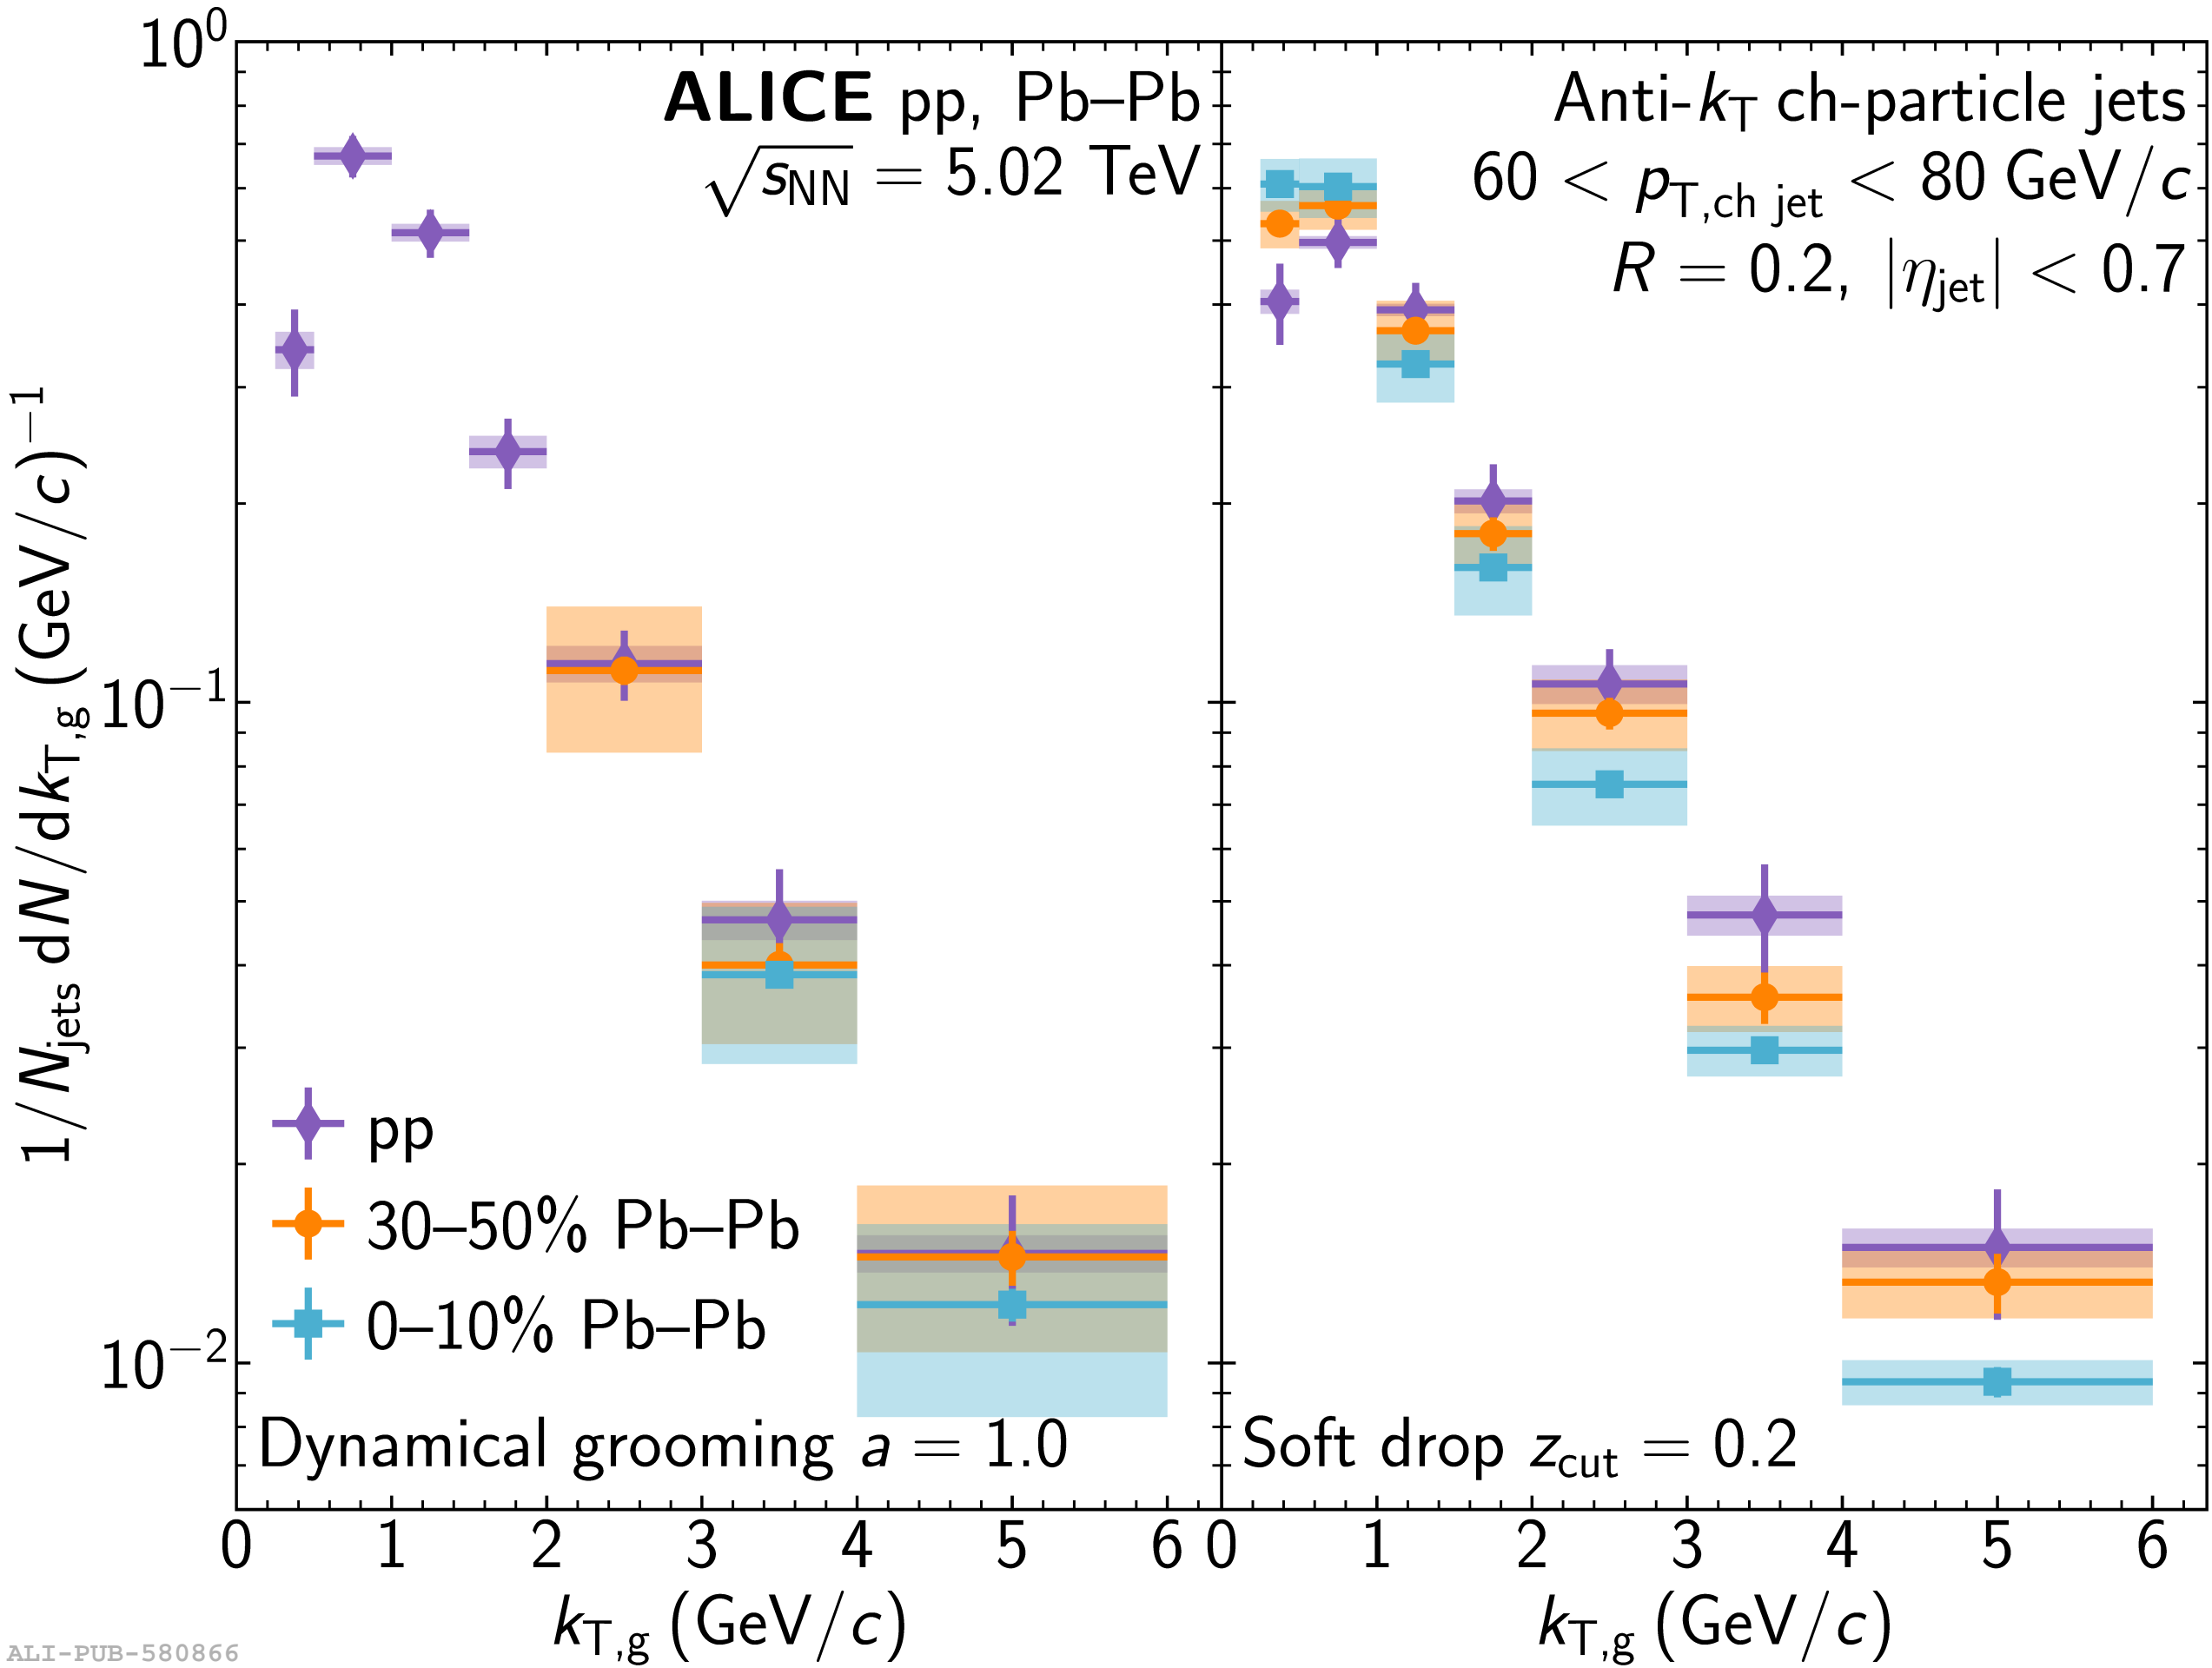 ALICE pp, Pb–Pb
√sNN = 5.02 TeV
Anti-kT ch-particle jets
60 < pT,ch jet < 80 GeV/c
R = 0.2, |ηjet| < 0.7
1/Njets dN/dkT,g (GeV/c)−1
10^0
10^−1
10^−2
pp
30–50% Pb–Pb
0–10% Pb–Pb
Dynamical grooming a = 1.0
Soft drop zcut = 0.2
0 1 2 3 4 5 6
0 1 2 3 4 5 6
kT,g (GeV/c)
kT,g (GeV/c)
ALI-PUB-580866